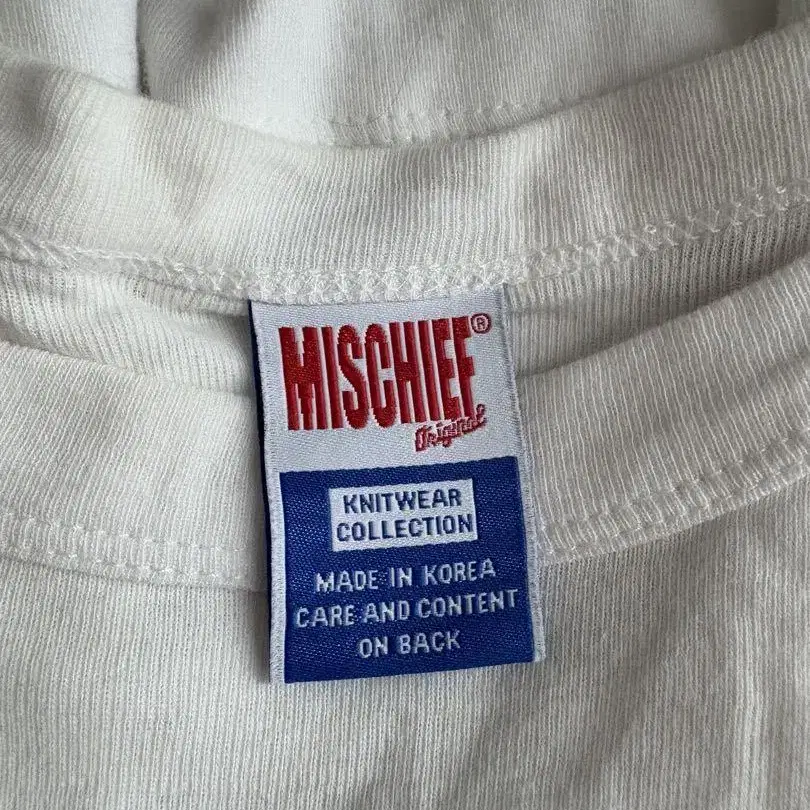 MISCHIEF®
Original
KNITWEAR
COLLECTION
MADE IN KOREA
CARE AND CONTENT
ON BACK